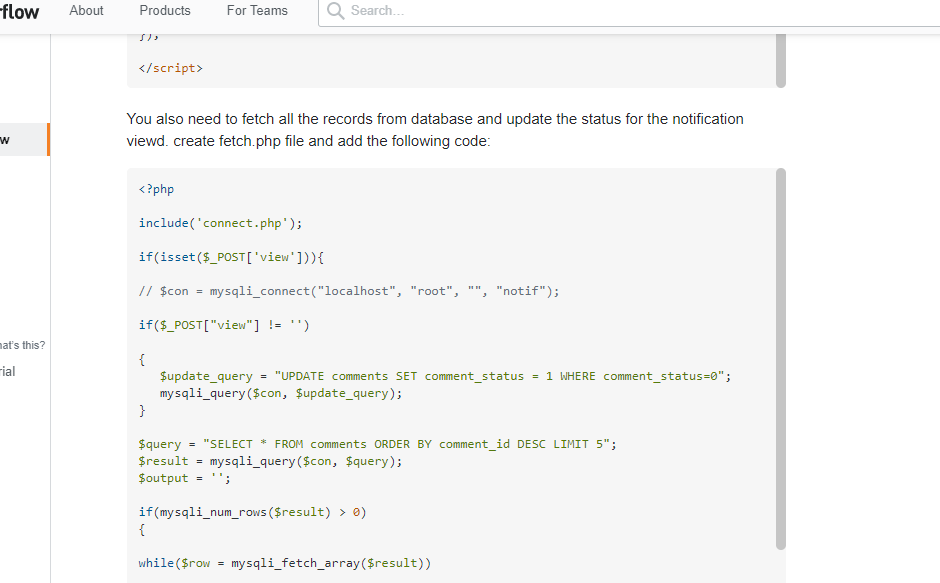 rflow About Products For Teams Search...
});
</script>
You also need to fetch all the records from database and update the status for the notification
viewd. create fetch.php file and add the following code:
w
<?php
include('connect.php');
if(isset($_POST['view'])){
// $con = mysqli_connect("localhost", "root", "", "notif");
if($_POST["view"] != '')
hat's this?
{
rial
$update_query = "UPDATE comments SET comment_status = 1 WHERE comment_status=0";
mysqli_query($con, $update_query);
}
$query = "SELECT * FROM comments ORDER BY comment_id DESC LIMIT 5";
$result = mysqli_query($con, $query);
$output = '';
if(mysqli_num_rows($result) > 0)
{
while($row = mysqli_fetch_array($result))